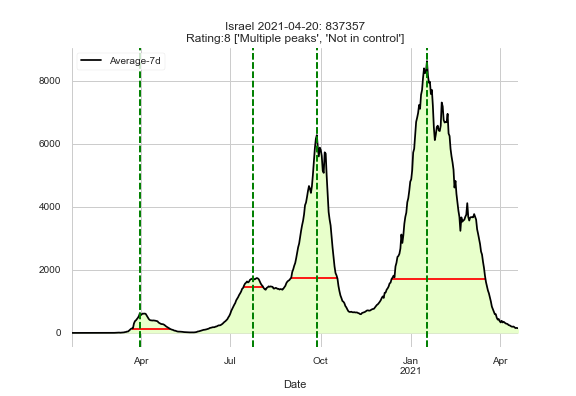 Israel 2021-04-20: 837357
Rating:8 ['Multiple peaks', 'Not in control']
Average-7d
8000
6000
4000
2000
0
Apr Jul Oct Jan Apr
2021
Date